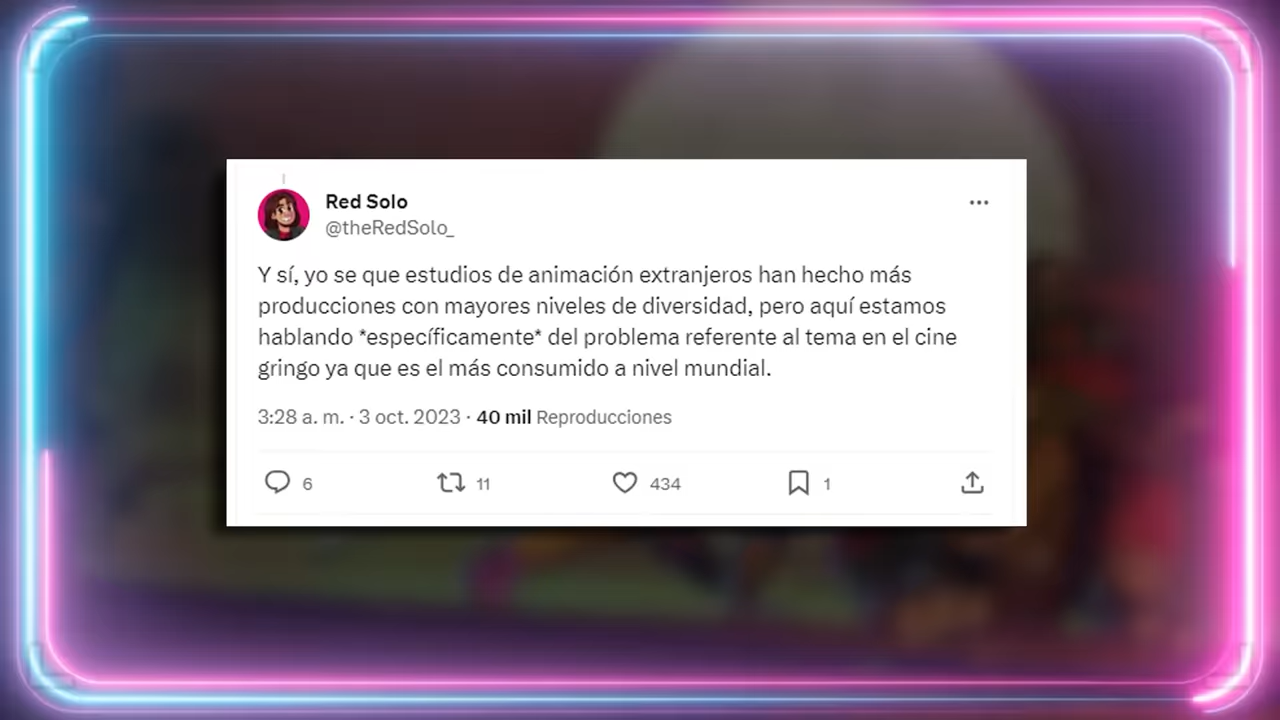 Red Solo
@theRedSolo_
Y sí, yo se que estudios de animación extranjeros han hecho más
producciones con mayores niveles de diversidad, pero aquí estamos
hablando *específicamente* del problema referente al tema en el cine
gringo ya que es el más consumido a nivel mundial.
3:28 a. m. · 3 oct. 2023 · 40 mil Reproducciones
6 11 434 1